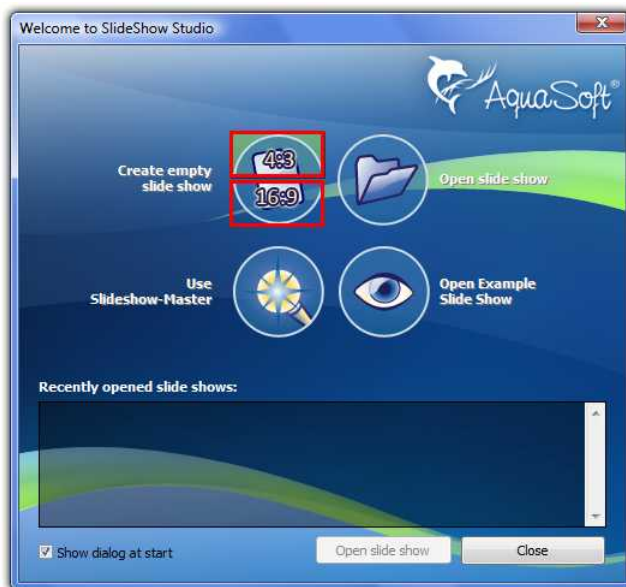 Welcome to SlideShow Studio
AquaSoft®
Create empty
slide show
4:3
16:9
Open slide show
Use
Slideshow-Master
Open Example
Slide Show
Recently opened slide shows:
Show dialog at start
Open slide show
Close